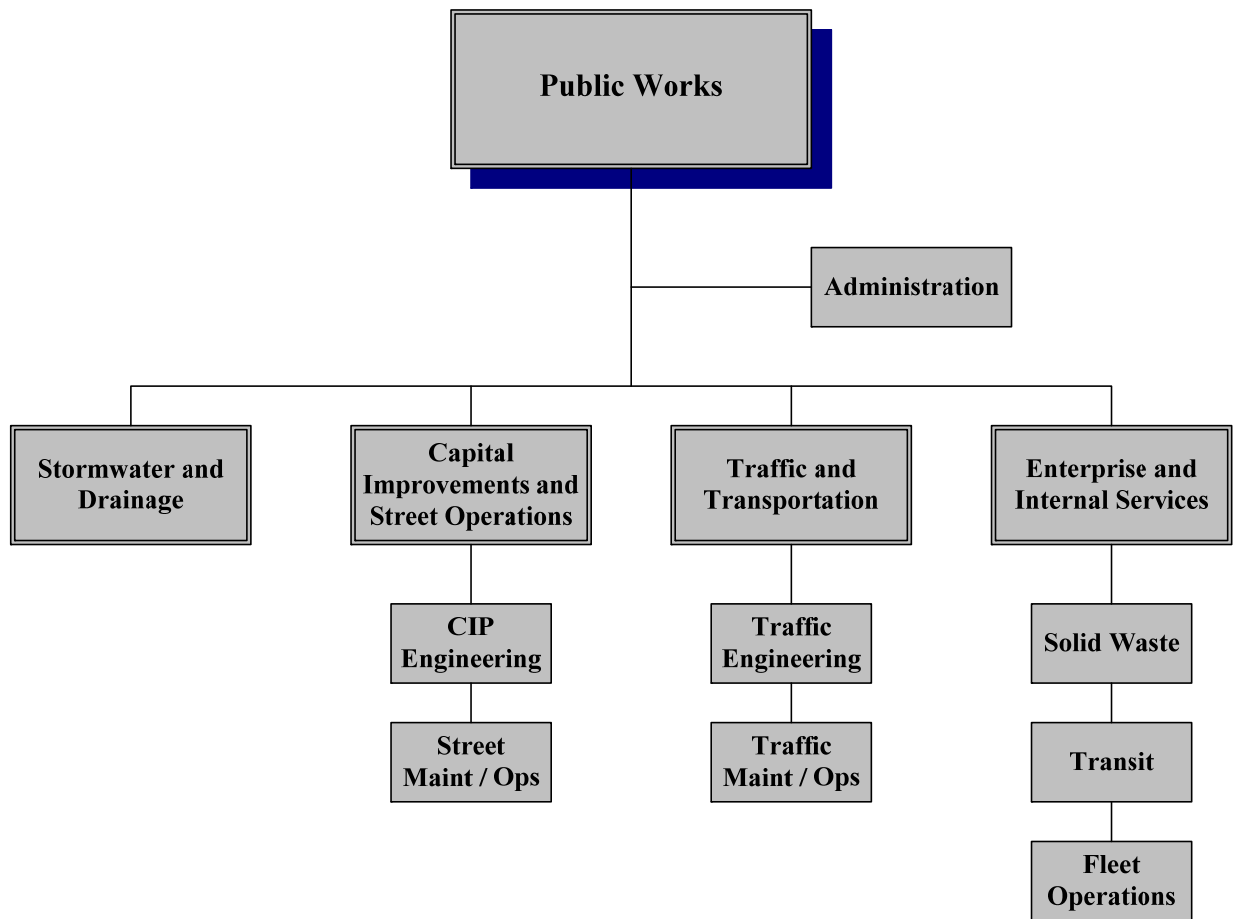 Public Works
Administration
Stormwater and
Drainage
Capital
Improvements and
Street Operations
Traffic and
Transportation
Enterprise and
Internal Services
CIP
Engineering
Traffic
Engineering
Solid Waste
Street
Maint / Ops
Traffic
Maint / Ops
Transit
Fleet
Operations